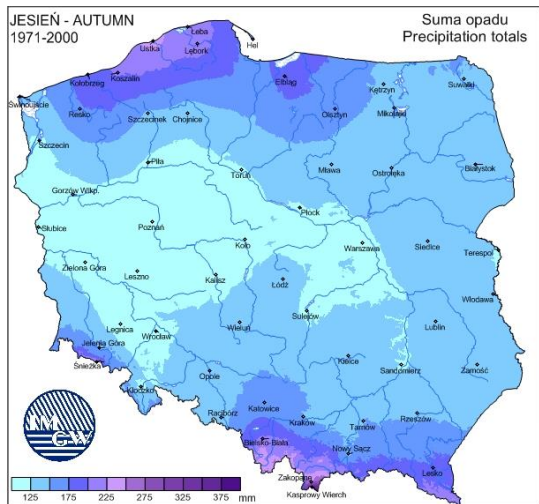 JESIEŃ - AUTUMN
1971-2000
Suma opadu
Precipitation totals
Łeba
Ustka
Lębork
Hel
Koszalin
Kołobrzeg
Elbląg
Kętrzyn
Suwałki
Świnoujście
Resko
Szczecinek
Chojnice
Olsztyn
Mikołajki
Szczecin
Piła
Toruń
Mława
Ostrołęka
Białystok
Gorzów Wlkp.
Płock
Słubice
Poznań
Koło
Warszawa
Siedlce
Terespol
Zielona Góra
Leszno
Kalisz
Łódź
Włodawa
Legnica
Wrocław
Wieluń
Sulejów
Lublin
Jelenia Góra
Śnieżka
Kielce
Sandomierz
Zamość
Kłodzko
Opole
Racibórz
Katowice
Kraków
Tarnów
Rzeszów
Bielsko-Biała
Nowy Sącz
Lesko
Zakopane
Kasprowy Wierch
IMGW
125 175 225 275 325 375 mm